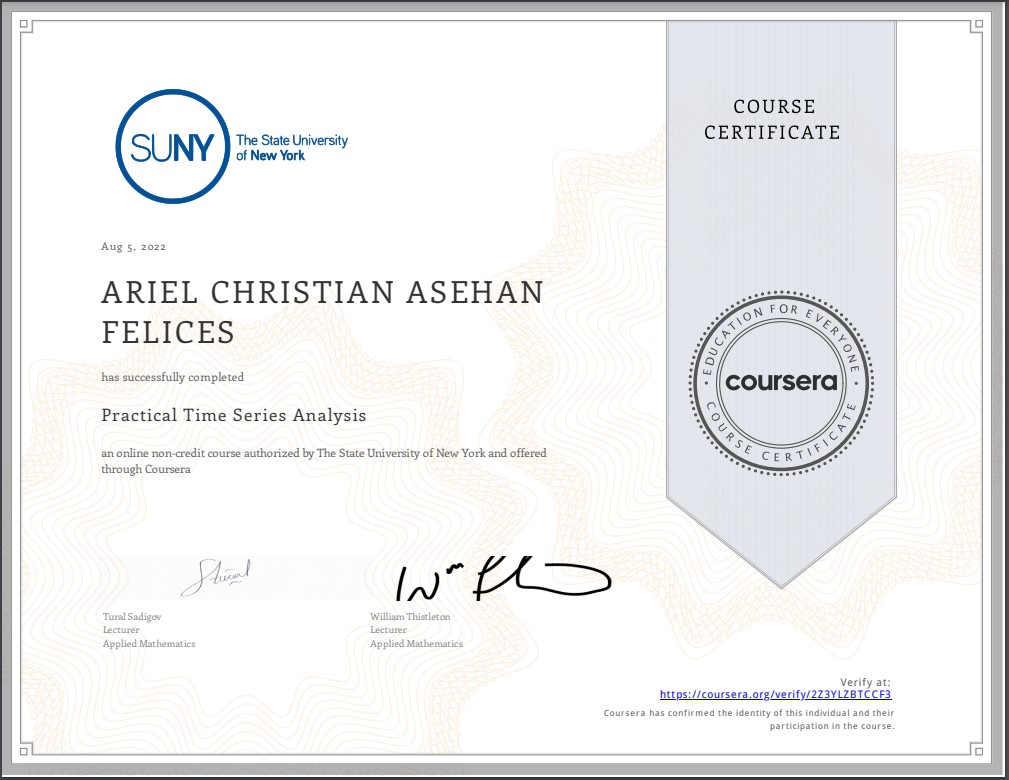 SUNY
The State University
of New York
COURSE
CERTIFICATE
Aug 5, 2022
ARIEL CHRISTIAN ASEHAN
FELICES
has successfully completed
Practical Time Series Analysis
an online non-credit course authorized by The State University of New York and offered
through Coursera
EDUCATION FOR EVERYONE
coursera
COURSE CERTIFICATE
Tural Sadigov
Lecturer
Applied Mathematics
William Thistleton
Lecturer
Applied Mathematics
Verify at:
https://coursera.org/verify/2Z3YLZBTCCF3
Coursera has confirmed the identity of this individual and their
participation in the course.